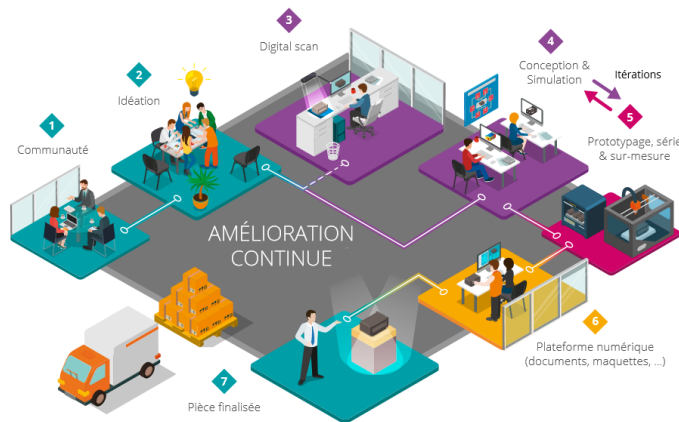 1
Communauté
2
Idéation
3
Digital scan
4
Conception &
Simulation
Itérations
5
Prototypage, série
& sur-mesure
AMÉLIORATION
CONTINUE
6
Plateforme numérique
(documents, maquettes, ...)
7
Pièce finalisée